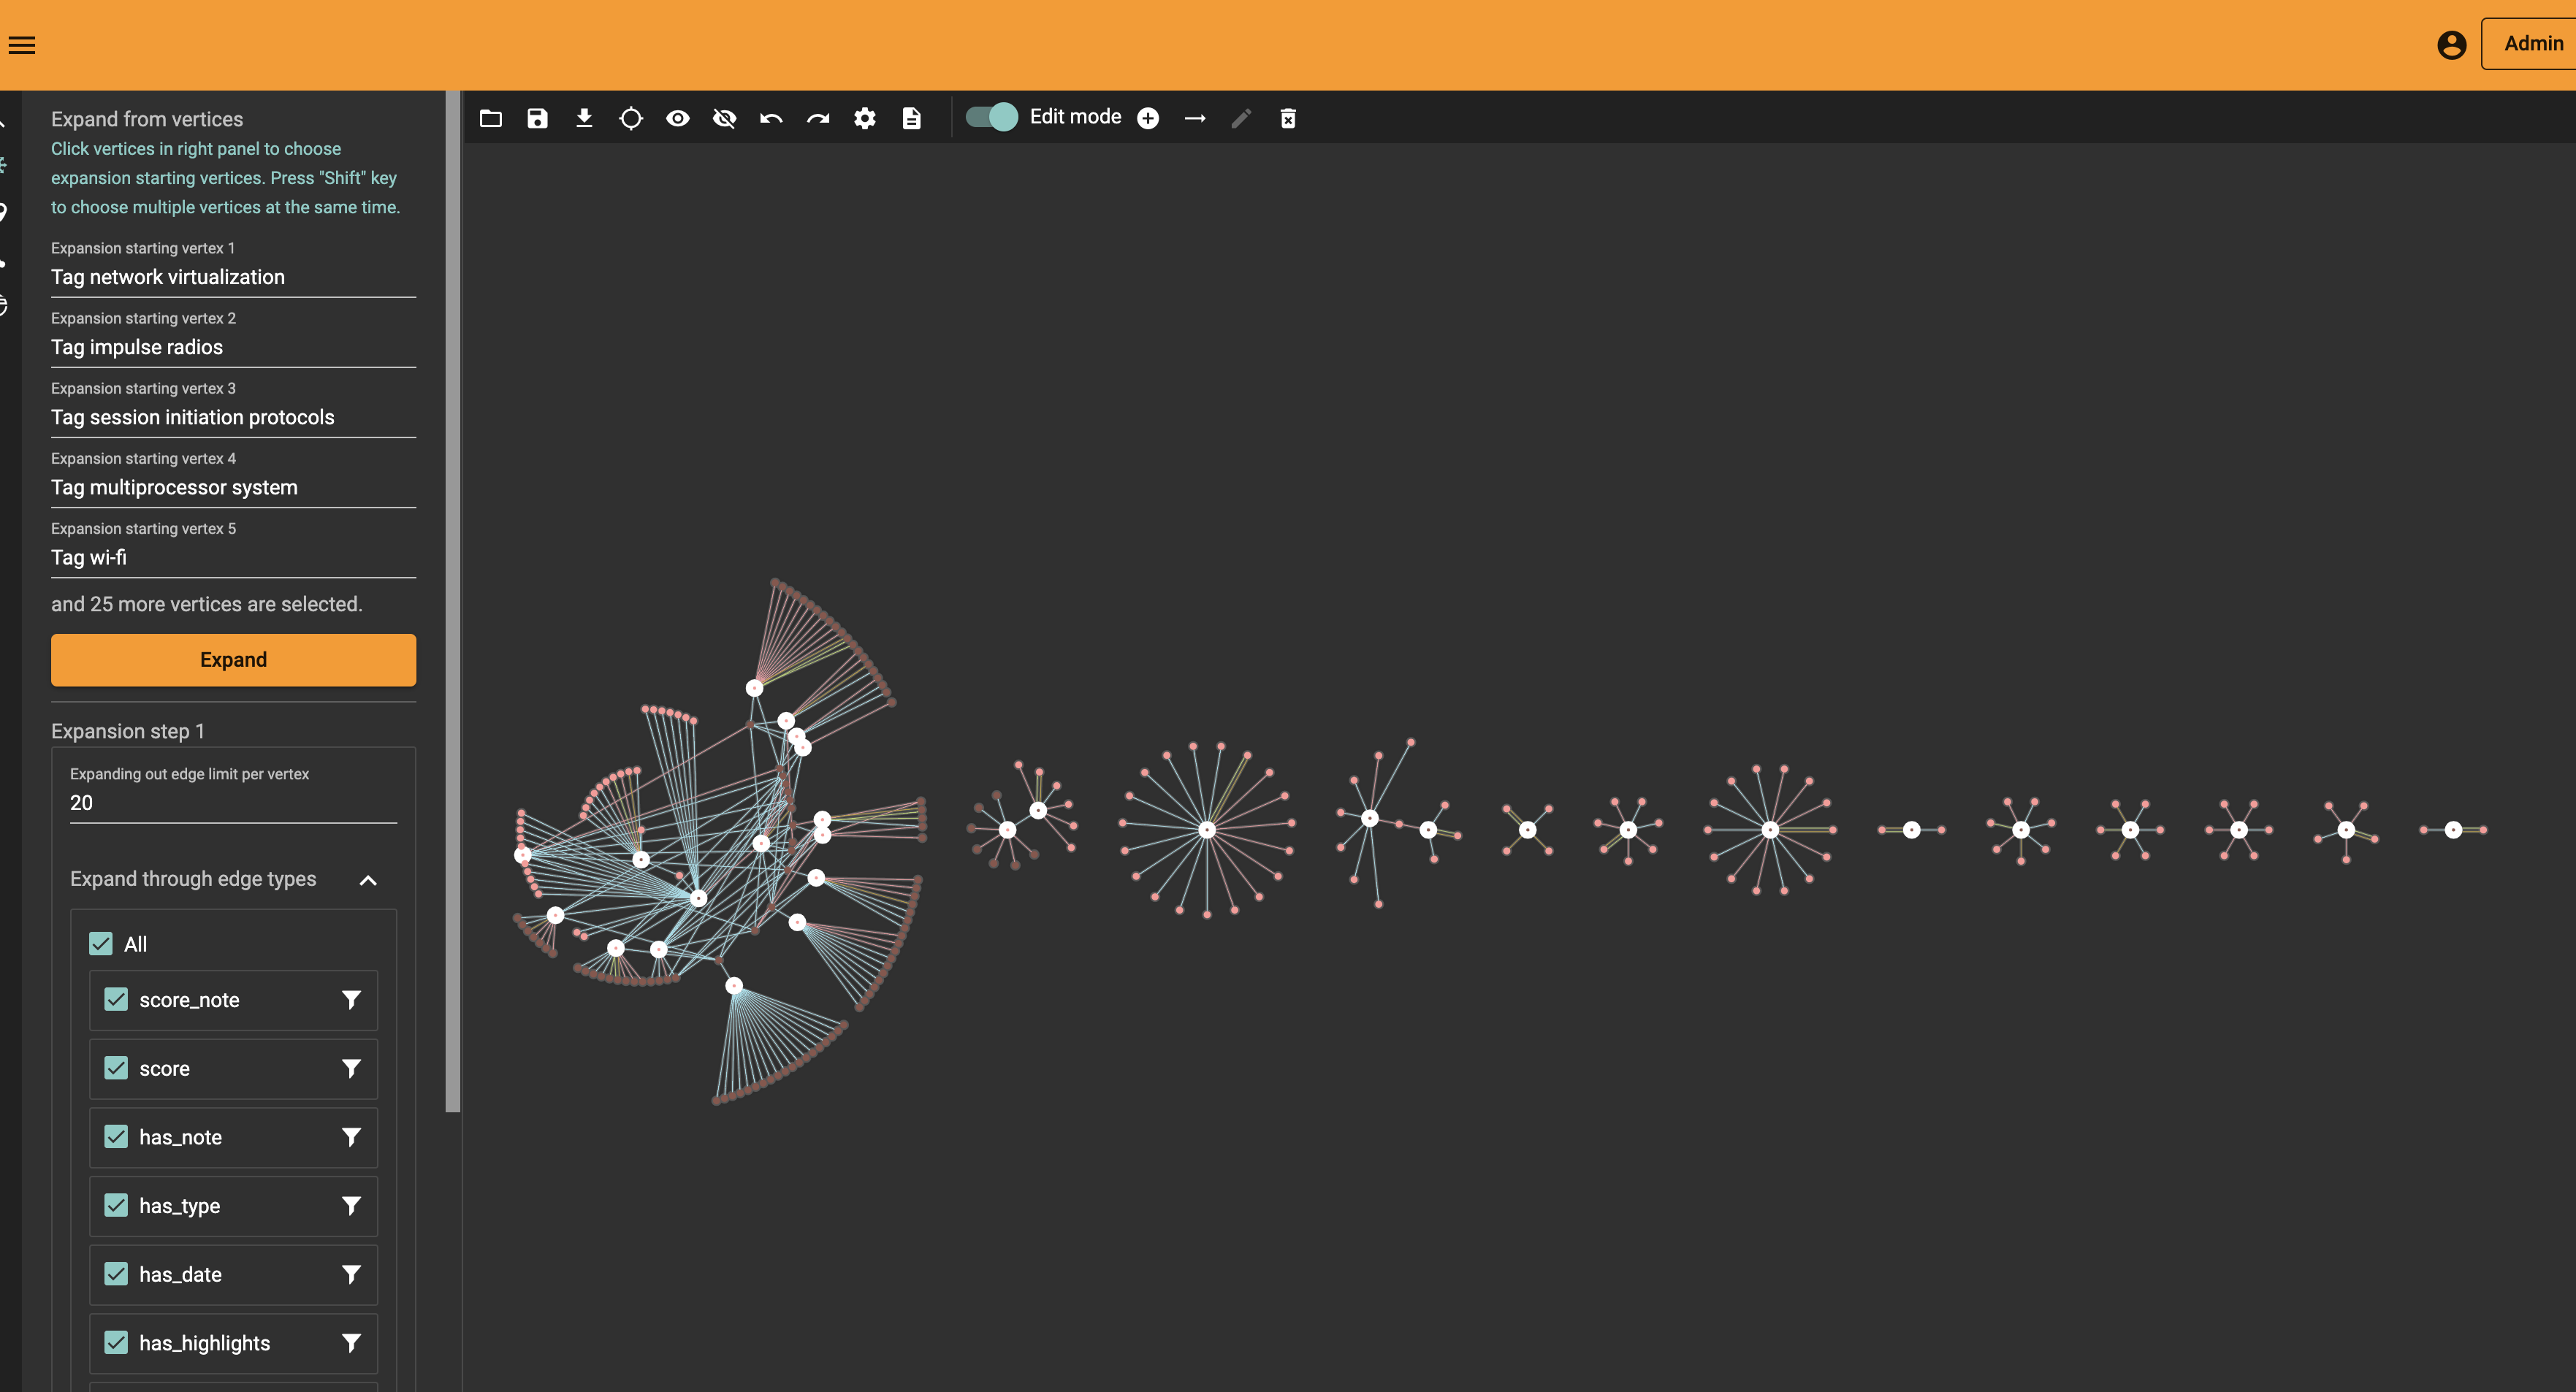 Admin
Expand from vertices
Click vertices in right panel to choose
expansion starting vertices. Press "Shift" key
to choose multiple vertices at the same time.
Expansion starting vertex 1
Tag network virtualization
Expansion starting vertex 2
Tag impulse radios
Expansion starting vertex 3
Tag session initiation protocols
Expansion starting vertex 4
Tag multiprocessor system
Expansion starting vertex 5
Tag wi-fi
and 25 more vertices are selected.
Expand
Expansion step 1
Expanding out edge limit per vertex
20
Expand through edge types
All
score_note
score
has_note
has_type
has_date
has_highlights
Edit mode